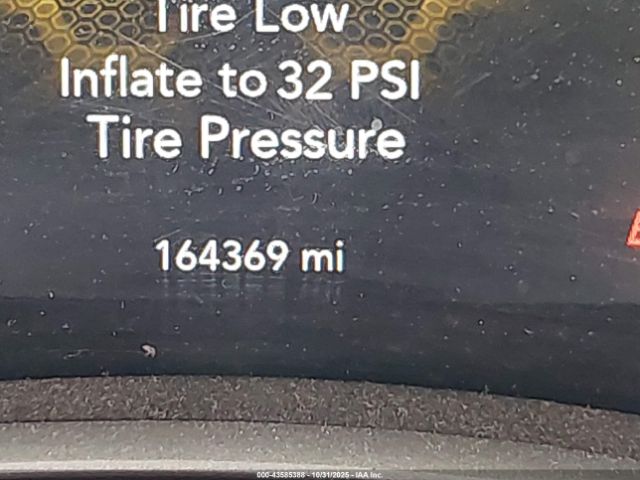 Tire Low
Inflate to 32 PSI
Tire Pressure
164369 mi
000-43585388 - 10/31/2025 - IAA Inc.